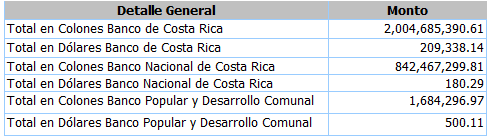 Detalle General Monto
Total en Colones Banco de Costa Rica 2,004,685,390.61
Total en Dólares Banco de Costa Rica 209,338.14
Total en Colones Banco Nacional de Costa Rica 842,467,299.81
Total en Dólares Banco Nacional de Costa Rica 180.29
Total en Colones Banco Popular y Desarrollo Comunal 1,684,296.97
Total en Dólares Banco Popular y Desarrollo Comunal 500.11